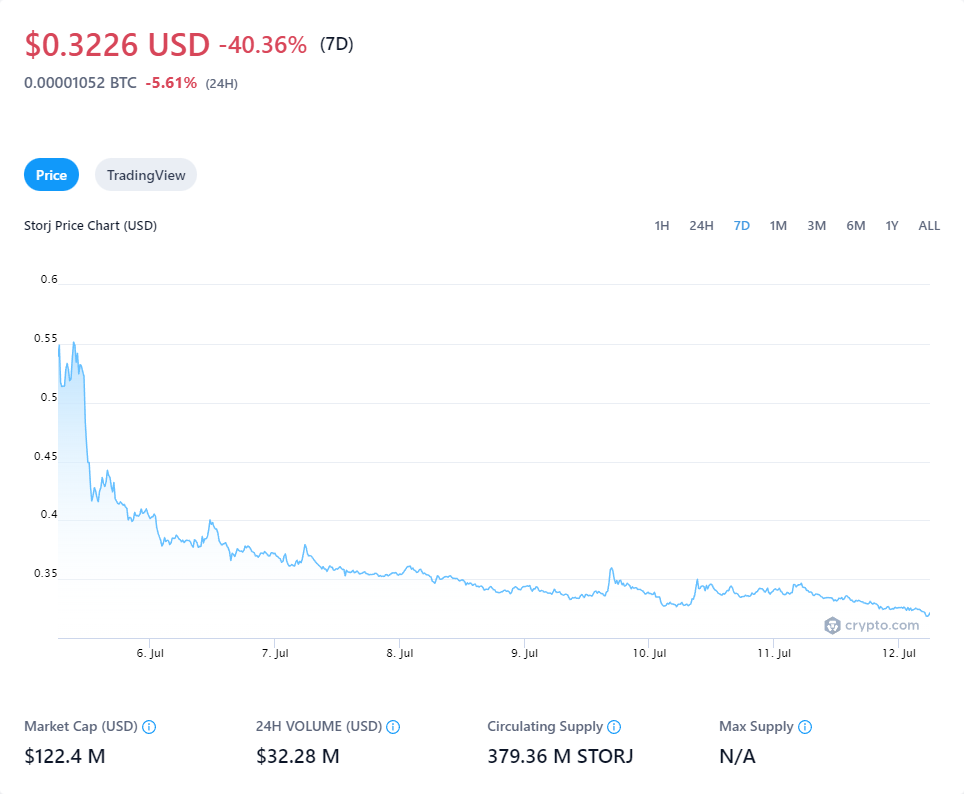 $0.3226 USD -40.36% (7D)
0.00001052 BTC -5.61% (24H)
Price TradingView
Storj Price Chart (USD) 1H 24H 7D 1M 3M 6M 1Y ALL
0.6
0.55
0.5
0.45
0.4
0.35
crypto.com
6. Jul 7. Jul 8. Jul 9. Jul 10. Jul 11. Jul 12. Jul
Market Cap (USD) 24H VOLUME (USD) Circulating Supply Max Supply
$122.4 M $32.28 M 379.36 M STORJ N/A